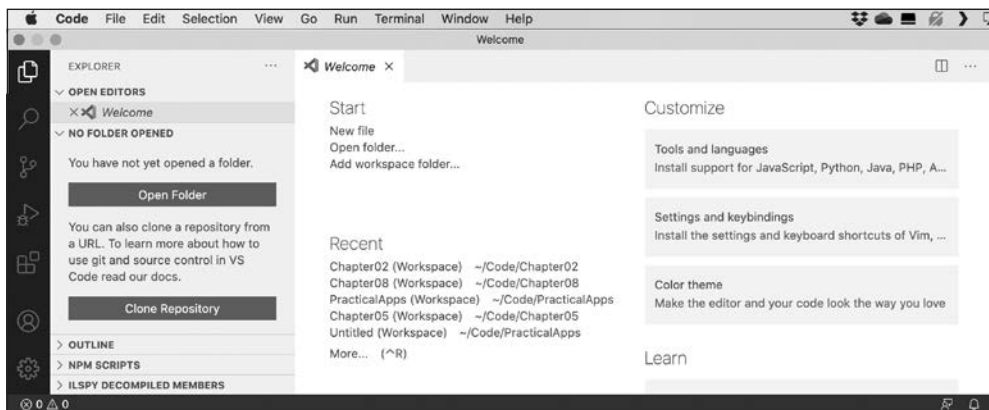 Code File Edit Selection View Go Run Terminal Window Help
Welcome
EXPLORER
OPEN EDITORS
Welcome
NO FOLDER OPENED
You have not yet opened a folder.
Open Folder
You can also clone a repository from
a URL. To learn more about how to
use git and source control in VS
Code read our docs.
Clone Repository
OUTLINE
NPM SCRIPTS
ILSPY DECOMPILED MEMBERS
Welcome
Start
New file
Open folder...
Add workspace folder...
Recent
Chapter02 (Workspace) ~/Code/Chapter02
Chapter08 (Workspace) ~/Code/Chapter08
PracticalApps (Workspace) ~/Code/PracticalApps
Chapter05 (Workspace) ~/Code/Chapter05
Untitled (Workspace) ~/Code/PracticalApps
More... (^R)
Customize
Tools and languages
Install support for JavaScript, Python, Java, PHP, A...
Settings and keybindings
Install the settings and keyboard shortcuts of Vim, ...
Color theme
Make the editor and your code look the way you love
Learn
0 0